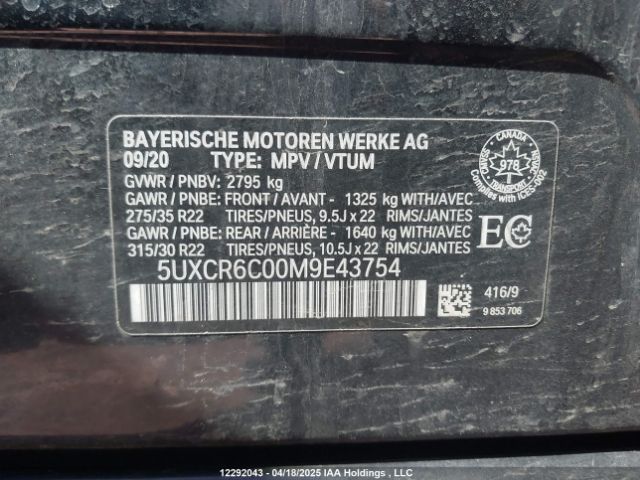 BAYERISCHE MOTOREN WERKE AG
09/20 TYPE: MPV / VTUM
GVWR / PNBV: 2795 kg
GAWR / PNBE: FRONT / AVANT - 1325 kg WITH/AVEC
275/35 R22 TIRES/PNEUS, 9.5J x 22 RIMS/JANTES
GAWR / PNBE: REAR / ARRIÈRE - 1640 kg WITH/AVEC
315/30 R22 TIRES/PNEUS, 10.5J x 22 RIMS/JANTES
5UXCR6C00M9E43754
CANADA
CMVSS NSVAC
978
CERTIFIED ICES-002
EC
416/9
9 853 706
12292043 - 04/18/2025 IAA Holdings , LLC